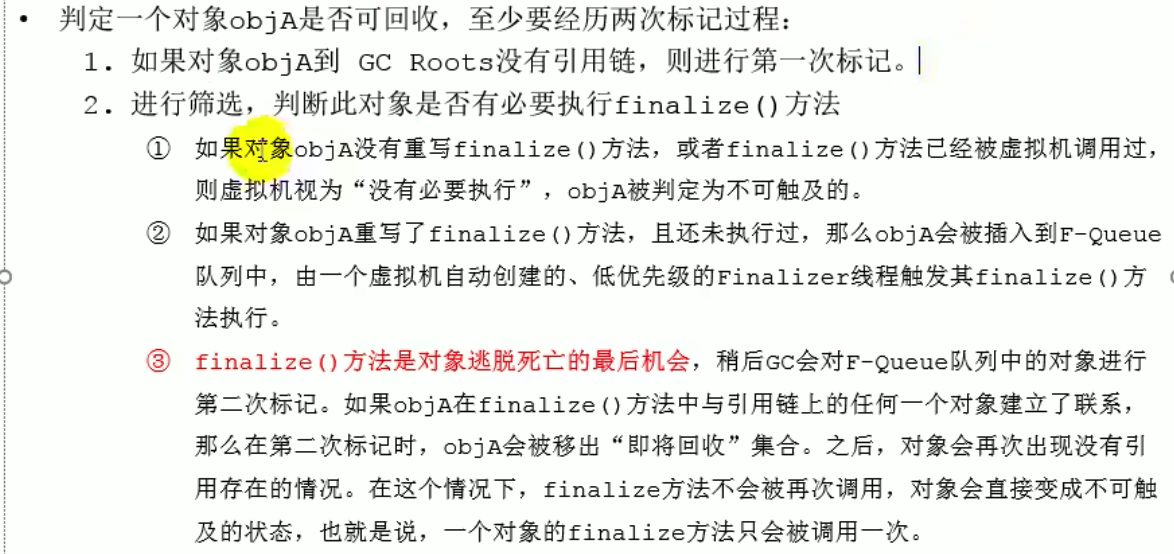 • 判定一个对象objA是否可回收，至少要经历两次标记过程：
1. 如果对象objA到 GC Roots没有引用链，则进行第一次标记。
2. 进行筛选，判断此对象是否有必要执行finalize()方法
① 如果对象objA没有重写finalize()方法，或者finalize()方法已经被虚拟机调用过，
则虚拟机视为“没有必要执行”，objA被判定为不可触及的。
② 如果对象objA重写了finalize()方法，且还未执行过，那么objA会被插入到F-Queue
队列中，由一个虚拟机自动创建的、低优先级的Finalizer线程触发其finalize()方
法执行。
③ finalize()方法是对象逃脱死亡的最后机会，稍后GC会对F-Queue队列中的对象进行
第二次标记。如果objA在finalize()方法中与引用链上的任何一个对象建立了联系，
那么在第二次标记时，objA会被移出“即将回收”集合。之后，对象会再次出现没有引
用存在的情况。在这个情况下，finalize方法不会被再次调用，对象会直接变成不可触
及的状态，也就是说，一个对象的finalize方法只会被调用一次。